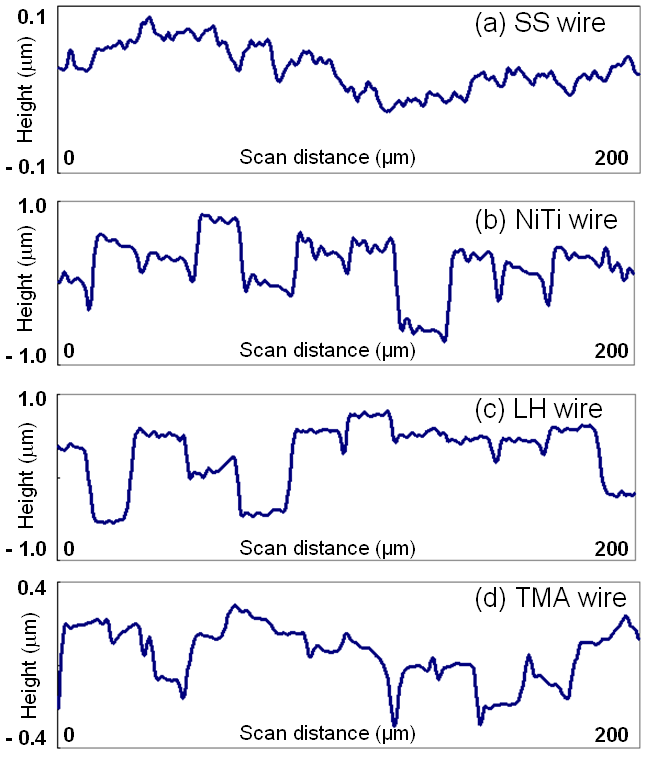 0.1
(a) SS wire
Height (µm)
- 0.1
0
Scan distance (µm)
200
1.0
(b) NiTi wire
Height (µm)
- 1.0
0
Scan distance (µm)
200
1.0
(c) LH wire
Height (µm)
- 1.0
0
Scan distance (µm)
200
0.4
(d) TMA wire
Height (µm)
- 0.4
0
Scan distance (µm)
200